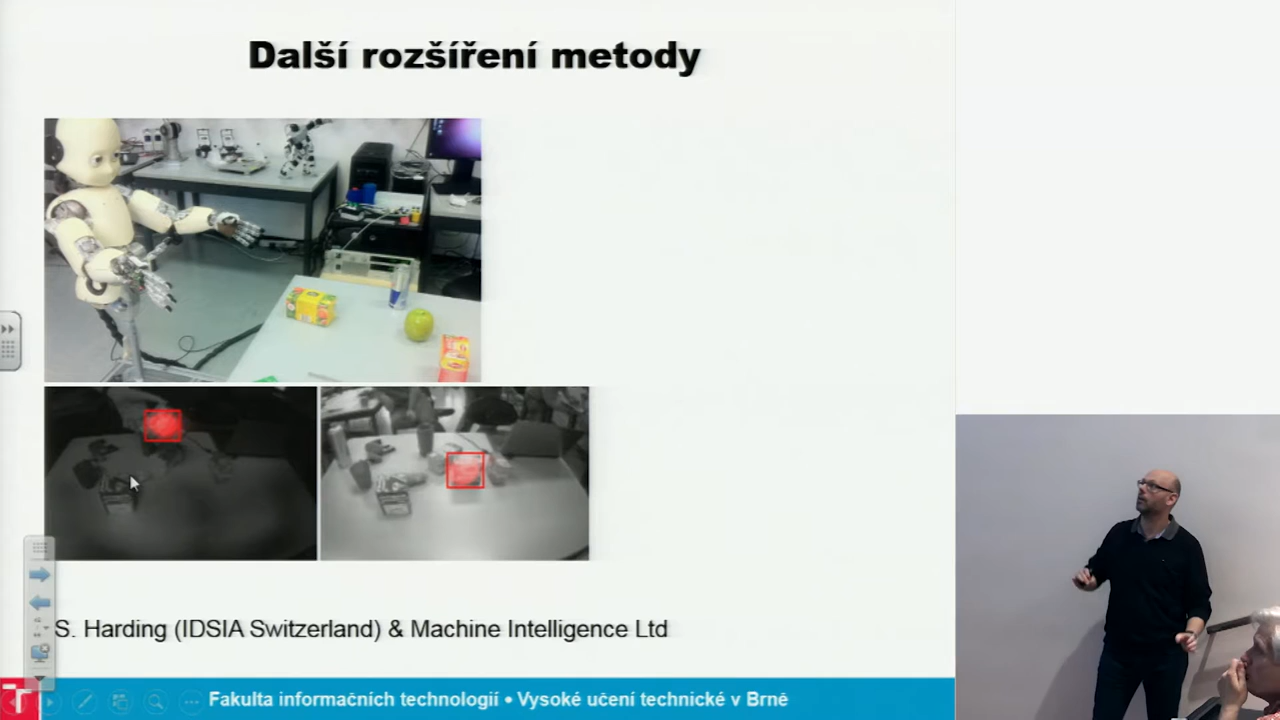 Další rozšíření metody
S. Harding (IDSIA Switzerland) & Machine Intelligence Ltd
Fakulta informačních technologií • Vysoké učení technické v Brně